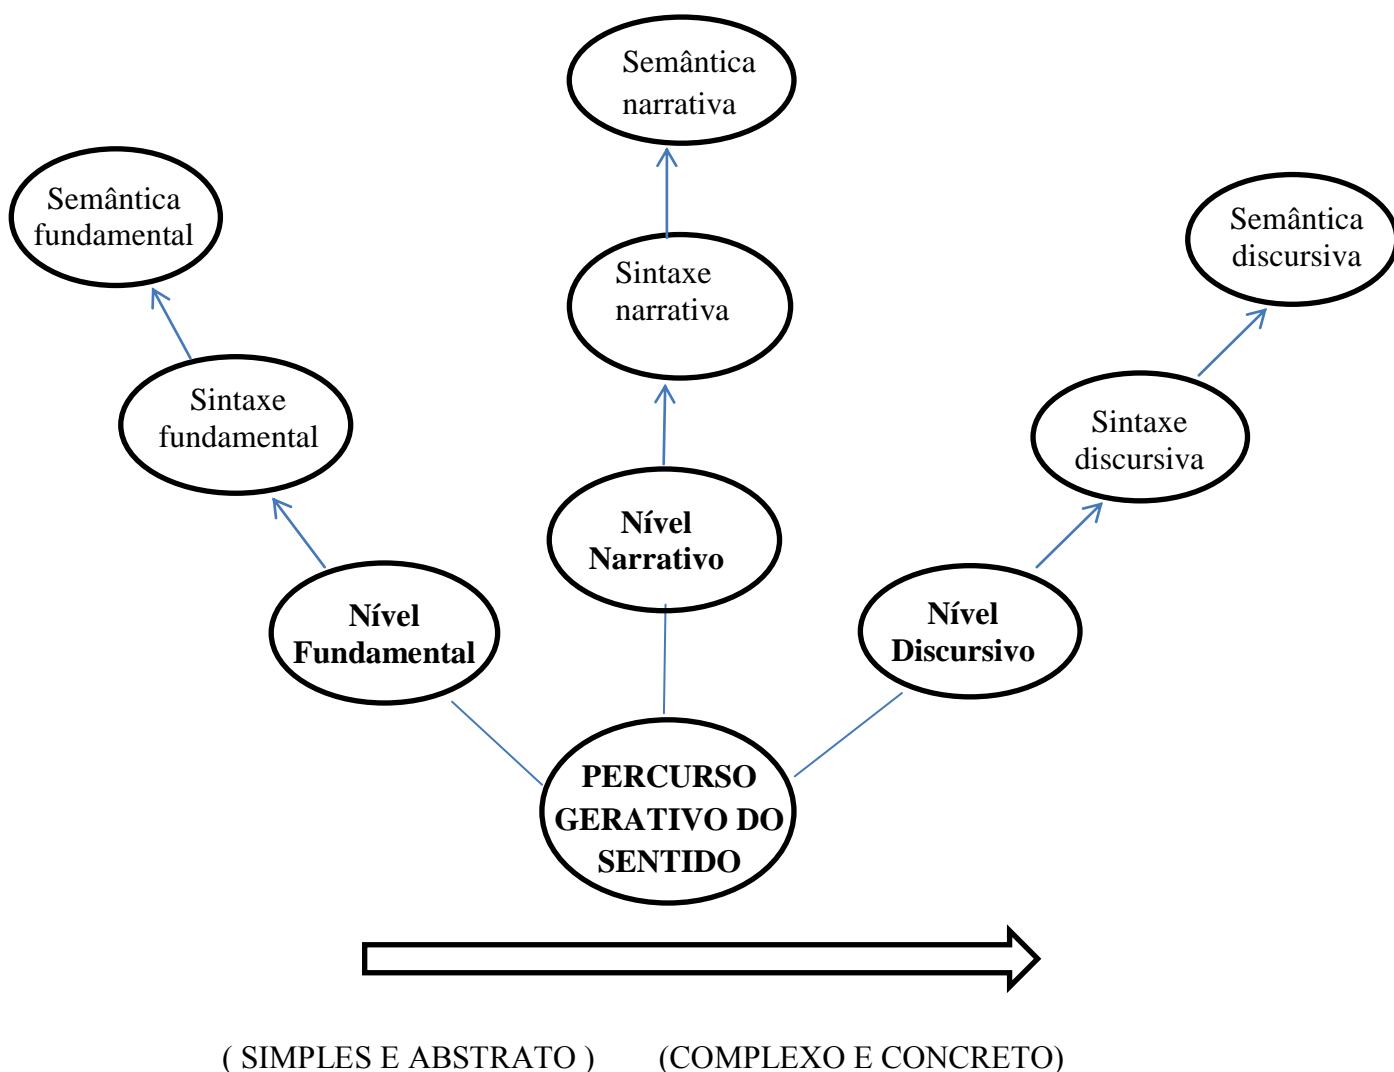 Semântica
narrativa
Semântica
fundamental
Semântica
discursiva
Sintaxe
narrativa
Sintaxe
fundamental
Sintaxe
discursiva
Nível
Narrativo
Nível
Fundamental
Nível
Discursivo
PERCURSO
GERATIVO DO
SENTIDO
( SIMPLES E ABSTRATO ) (COMPLEXO E CONCRETO)